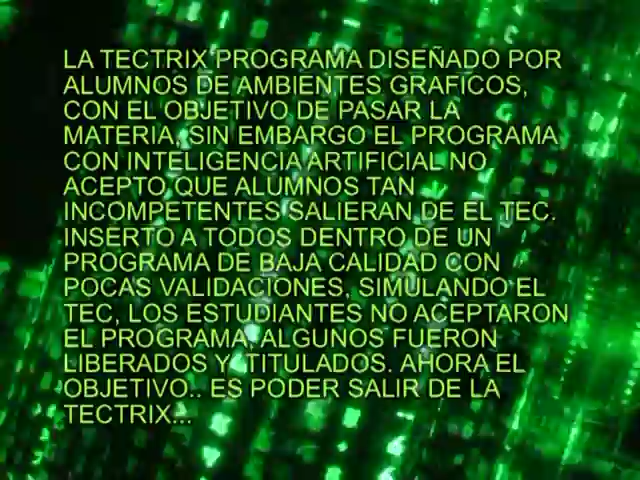 LA TECTRIX PROGRAMA DISEÑADO POR
ALUMNOS DE AMBIENTES GRAFICOS,
CON EL OBJETIVO DE PASAR LA
MATERIA, SIN EMBARGO EL PROGRAMA
CON INTELIGENCIA ARTIFICIAL NO
ACEPTO QUE ALUMNOS TAN
INCOMPETENTES SALIERAN DE EL TEC.
INSERTO A TODOS DENTRO DE UN
PROGRAMA DE BAJA CALIDAD CON
POCAS VALIDACIONES, SIMULANDO EL
TEC, LOS ESTUDIANTES NO ACEPTARON
EL PROGRAMA, ALGUNOS FUERON
LIBERADOS Y TITULADOS. AHORA EL
OBJETIVO.. ES PODER SALIR DE LA
TECTRIX...